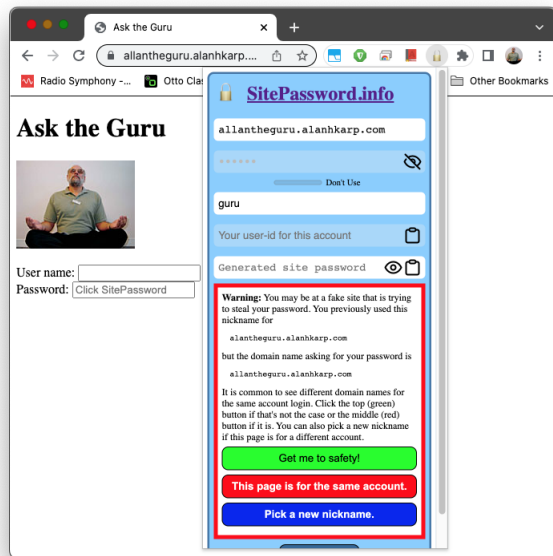 Ask the Guru
allantheguru.alanhkarp....
Radio Symphony -...
Otto Clas
Other Bookmarks
Ask the Guru
User name:
Password: Click SitePassword
SitePassword.info
allantheguru.alanhkarp.com
Don't Use
guru
Your user-id for this account
Generated site password
Warning: You may be at a fake site that is trying
to steal your password. You previously used this
nickname for
alantheguru.alanhkarp.com
but the domain name asking for your password is
allantheguru.alanhkarp.com
It is common to see different domain names for
the same account login. Click the top (green)
button if that's not the case or the middle (red)
button if it is. You can also pick a new nickname
if this page is for a different account.
Get me to safety!
This page is for the same account.
Pick a new nickname.